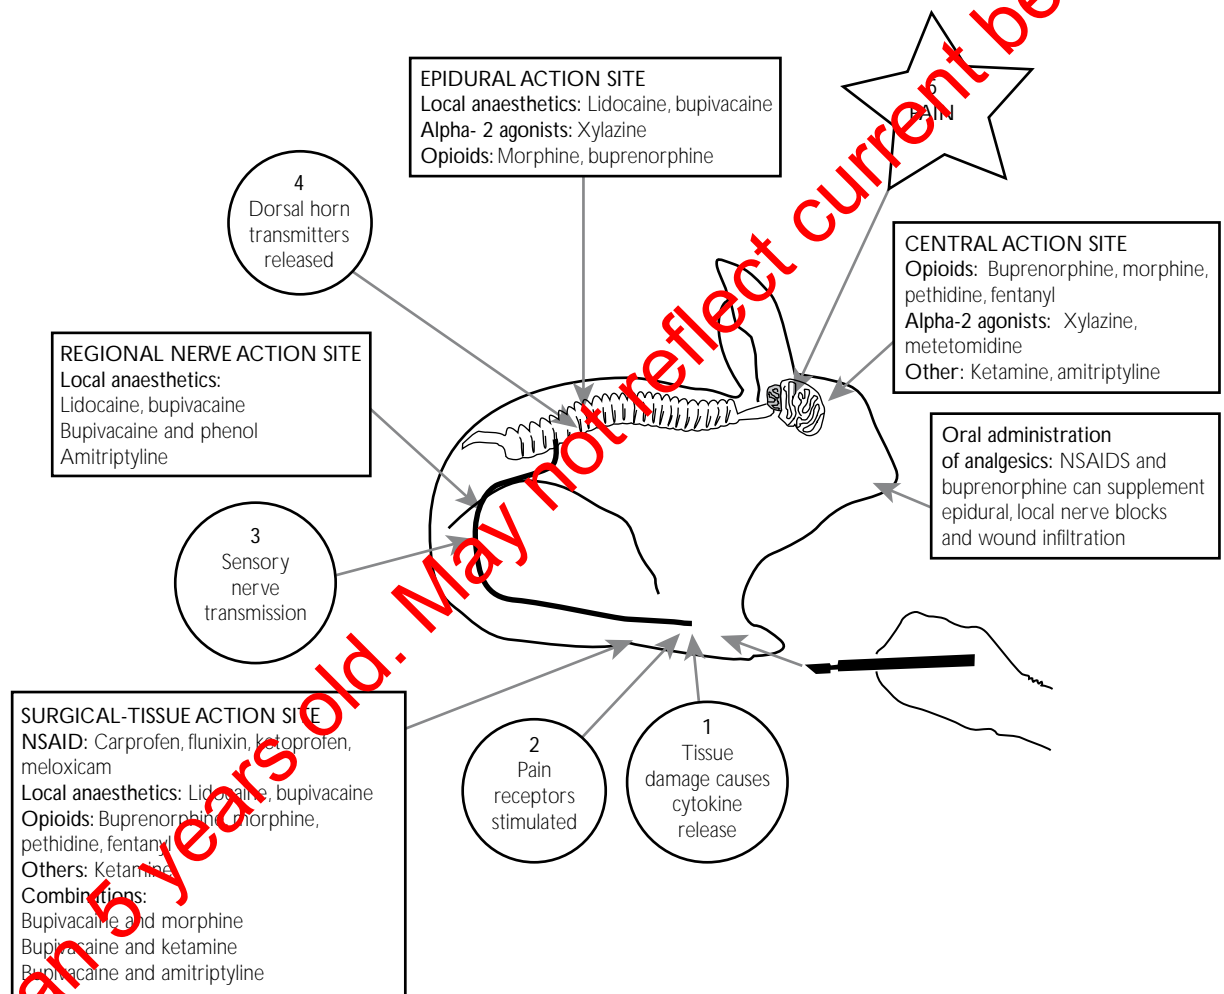 EPIDURAL ACTION SITE
Local anaesthetics: Lidocaine, bupivacaine
Alpha- 2 agonists: Xylazine
Opioids: Morphine, buprenorphine
5
PAIN
4
Dorsal horn
transmitters
released
CENTRAL ACTION SITE
Opioids: Buprenorphine, morphine,
pethidine, fentanyl
Alpha-2 agonists: Xylazine,
metetomidine
Other: Ketamine, amitriptyline
REGIONAL NERVE ACTION SITE
Local anaesthetics:
Lidocaine, bupivacaine
Bupivacaine and phenol
Amitriptyline
Oral administration
of analgesics: NSAIDS and
buprenorphine can supplement
epidural, local nerve blocks
and wound infiltration
3
Sensory
nerve
transmission
SURGICAL-TISSUE ACTION SITE
NSAID: Carprofen, flunixin, ketoprofen,
meloxicam
Local anaesthetics: Lidocaine, bupivacaine
Opioids: Buprenorphine, morphine,
pethidine, fentanyl
Others: Ketamine
Combinations:
Bupivacaine and morphine
Bupivacaine and ketamine
Bupivacaine and amitriptyline
2
Pain
receptors
stimulated
1
Tissue
damage causes
cytokine
release
an 5 years old. May not reflect current be